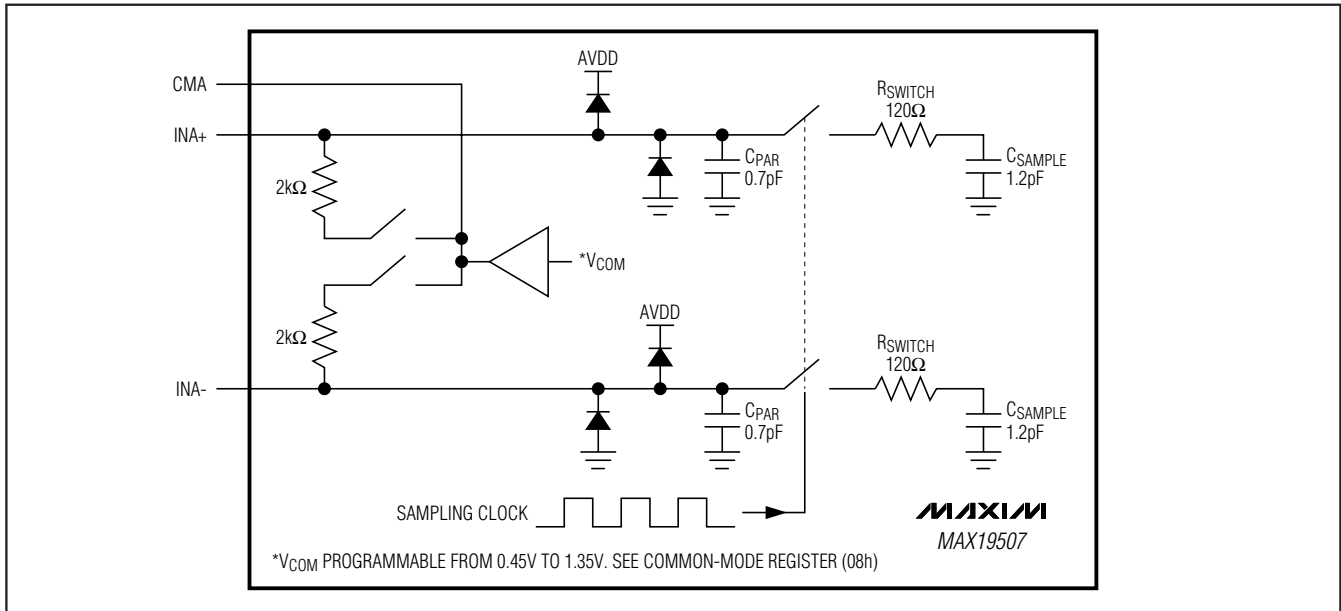 AVDD
CMA
RSWITCH
120Ω
INA+
CPAR
0.7pF
CSAMPLE
1.2pF
2kΩ
*VCOM
AVDD
2kΩ
RSWITCH
120Ω
INA-
CPAR
0.7pF
CSAMPLE
1.2pF
SAMPLING CLOCK
MAXIM
MAX19507
*VCOM PROGRAMMABLE FROM 0.45V TO 1.35V. SEE COMMON-MODE REGISTER (08h)